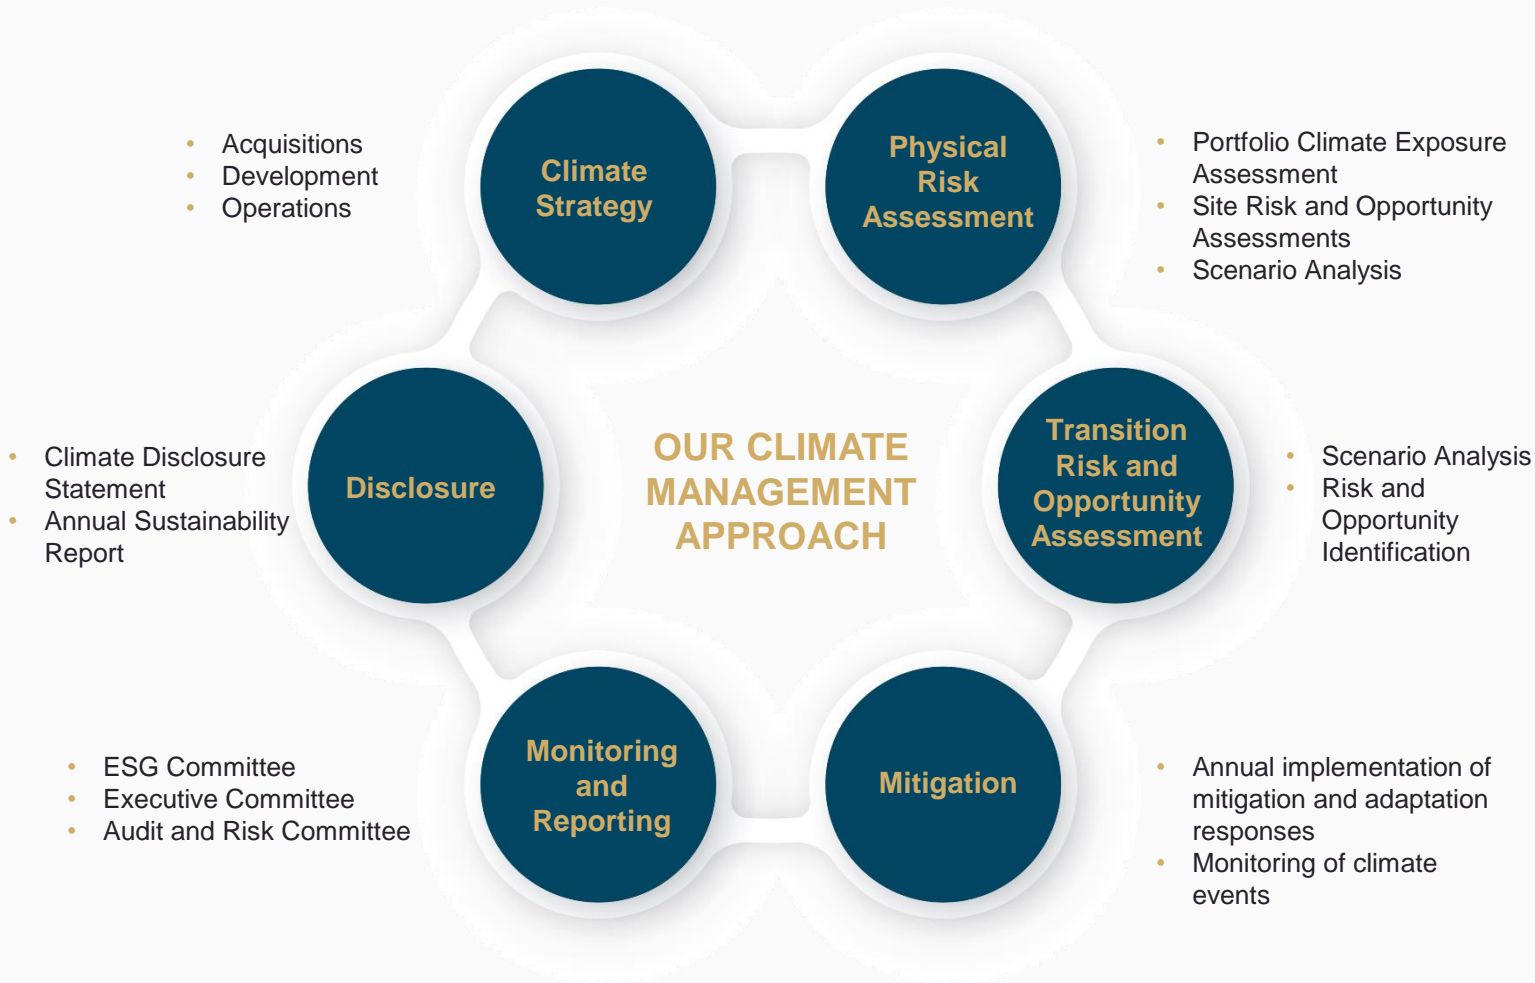 Climate
Strategy
• Acquisitions
• Development
• Operations
Physical
Risk
Assessment
• Portfolio Climate Exposure
Assessment
• Site Risk and Opportunity
Assessments
• Scenario Analysis
OUR CLIMATE
MANAGEMENT
APPROACH
Transition
Risk and
Opportunity
Assessment
• Scenario Analysis
• Risk and
Opportunity
Identification
Mitigation
• Annual implementation of
mitigation and adaptation
responses
• Monitoring of climate
events
Monitoring
and
Reporting
• ESG Committee
• Executive Committee
• Audit and Risk Committee
Disclosure
• Climate Disclosure
Statement
• Annual Sustainability
Report